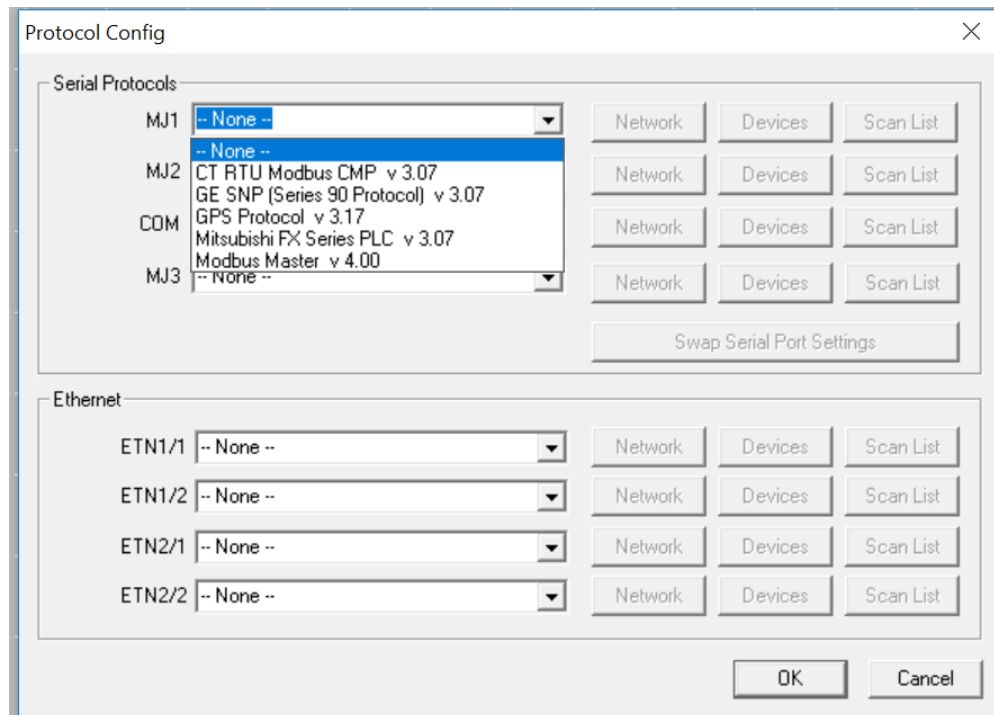 Protocol Config
Serial Protocols
MJ1 -- None -- Network Devices Scan List
-- None --
MJ2 CT RTU Modbus CMP v 3.07 Network Devices Scan List
GE SNP (Series 90 Protocol) v 3.07
COM GPS Protocol v 3.17 Network Devices Scan List
Mitsubishi FX Series PLC v 3.07
Modbus Master v 4.00
MJ3 -- None -- Network Devices Scan List
Swap Serial Port Settings
Ethernet
ETN1/1 -- None -- Network Devices Scan List
ETN1/2 -- None -- Network Devices Scan List
ETN2/1 -- None -- Network Devices Scan List
ETN2/2 -- None -- Network Devices Scan List
OK Cancel